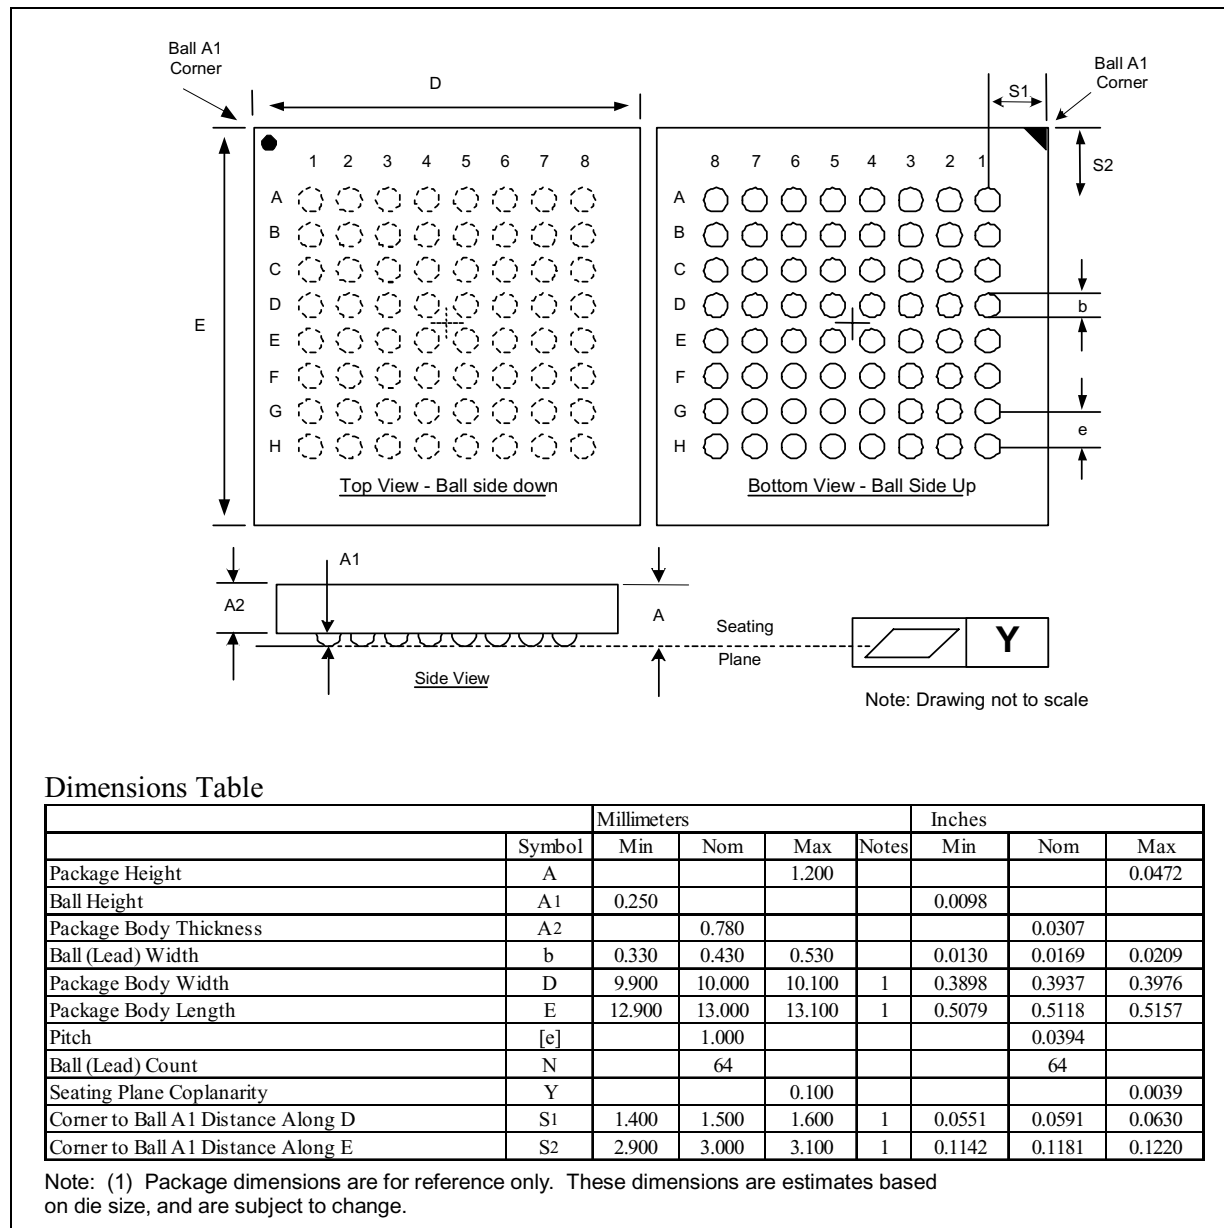 Ball A1
Corner
D
S1
Ball A1
Corner
S2
1 2 3 4 5 6 7 8
8 7 6 5 4 3 2 1
A
B
C
D
E
F
G
H
E
A
B
C
D
E
F
G
H
b
e
Top View - Ball side down
Bottom View - Ball Side Up
A1
A2
A
Seating
Plane
Y
Side View
Note: Drawing not to scale
Dimensions Table
Millimeters Inches
Symbol Min Nom Max Notes Min Nom Max
Package Height A 1.200 0.0472
Ball Height A1 0.250 0.0098
Package Body Thickness A2 0.780 0.0307
Ball (Lead) Width b 0.330 0.430 0.530 0.0130 0.0169 0.0209
Package Body Width D 9.900 10.000 10.100 1 0.3898 0.3937 0.3976
Package Body Length E 12.900 13.000 13.100 1 0.5079 0.5118 0.5157
Pitch [e] 1.000 0.0394
Ball (Lead) Count N 64 64
Seating Plane Coplanarity Y 0.100 0.0039
Corner to Ball A1 Distance Along D S1 1.400 1.500 1.600 1 0.0551 0.0591 0.0630
Corner to Ball A1 Distance Along E S2 2.900 3.000 3.100 1 0.1142 0.1181 0.1220
Note: (1) Package dimensions are for reference only. These dimensions are estimates based
on die size, and are subject to change.